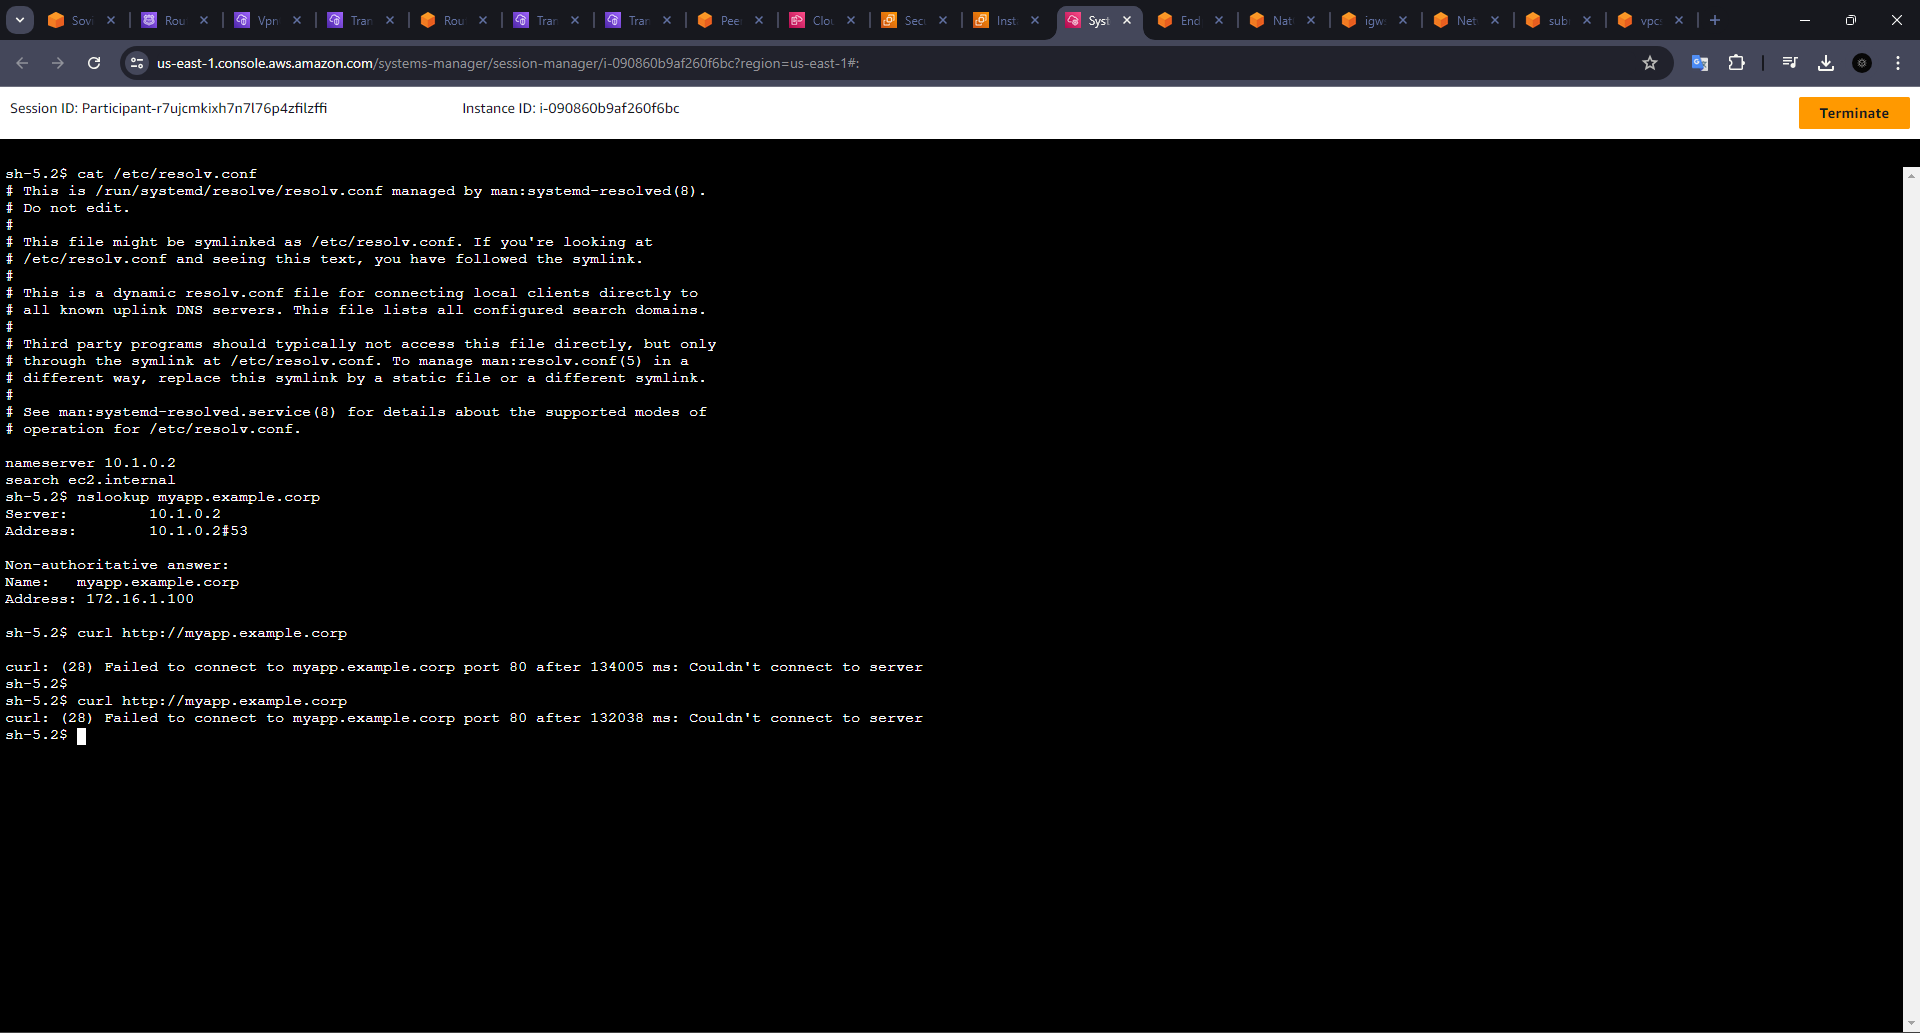 Sovi
Rou
Vpn
Tran
Rou
Tran
Tran
Peer
Clou
Secu
Inst
Syst
End
Nat
igws
Net
subn
vpcs
us-east-1.console.aws.amazon.com/systems-manager/session-manager/i-090860b9af260f6bc?region=us-east-1#:
Session ID: Participant-r7ujcmkixh7n7l76p4zfilzffi
Instance ID: i-090860b9af260f6bc
Terminate
sh-5.2$ cat /etc/resolv.conf
# This is /run/systemd/resolve/resolv.conf managed by man:systemd-resolved(8).
# Do not edit.
#
# This file might be symlinked as /etc/resolv.conf. If you're looking at
# /etc/resolv.conf and seeing this text, you have followed the symlink.
#
# This is a dynamic resolv.conf file for connecting local clients directly to
# all known uplink DNS servers. This file lists all configured search domains.
#
# Third party programs should typically not access this file directly, but only
# through the symlink at /etc/resolv.conf. To manage man:resolv.conf(5) in a
# different way, replace this symlink by a static file or a different symlink.
#
# See man:systemd-resolved.service(8) for details about the supported modes of
# operation for /etc/resolv.conf.
nameserver 10.1.0.2
search ec2.internal
sh-5.2$ nslookup myapp.example.corp
Server: 10.1.0.2
Address: 10.1.0.2#53
Non-authoritative answer:
Name: myapp.example.corp
Address: 172.16.1.100
sh-5.2$ curl http://myapp.example.corp
curl: (28) Failed to connect to myapp.example.corp port 80 after 134005 ms: Couldn't connect to server
sh-5.2$
sh-5.2$ curl http://myapp.example.corp
curl: (28) Failed to connect to myapp.example.corp port 80 after 132038 ms: Couldn't connect to server
sh-5.2$